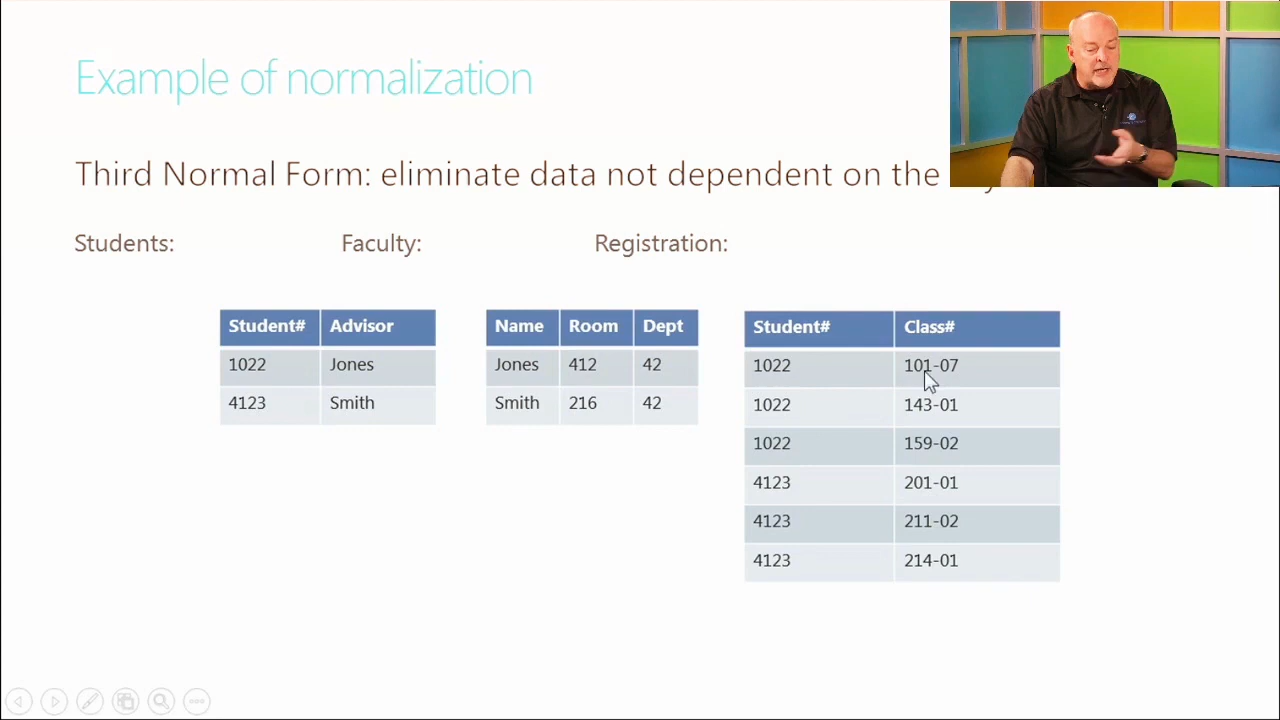 Example of normalization
Third Normal Form: eliminate data not dependent on the
Students: Faculty: Registration:
Student# Advisor Name Room Dept Student# Class#
1022 Jones Jones 412 42 1022 101-07
4123 Smith Smith 216 42 1022 143-01
1022 159-02
4123 201-01
4123 211-02
4123 214-01